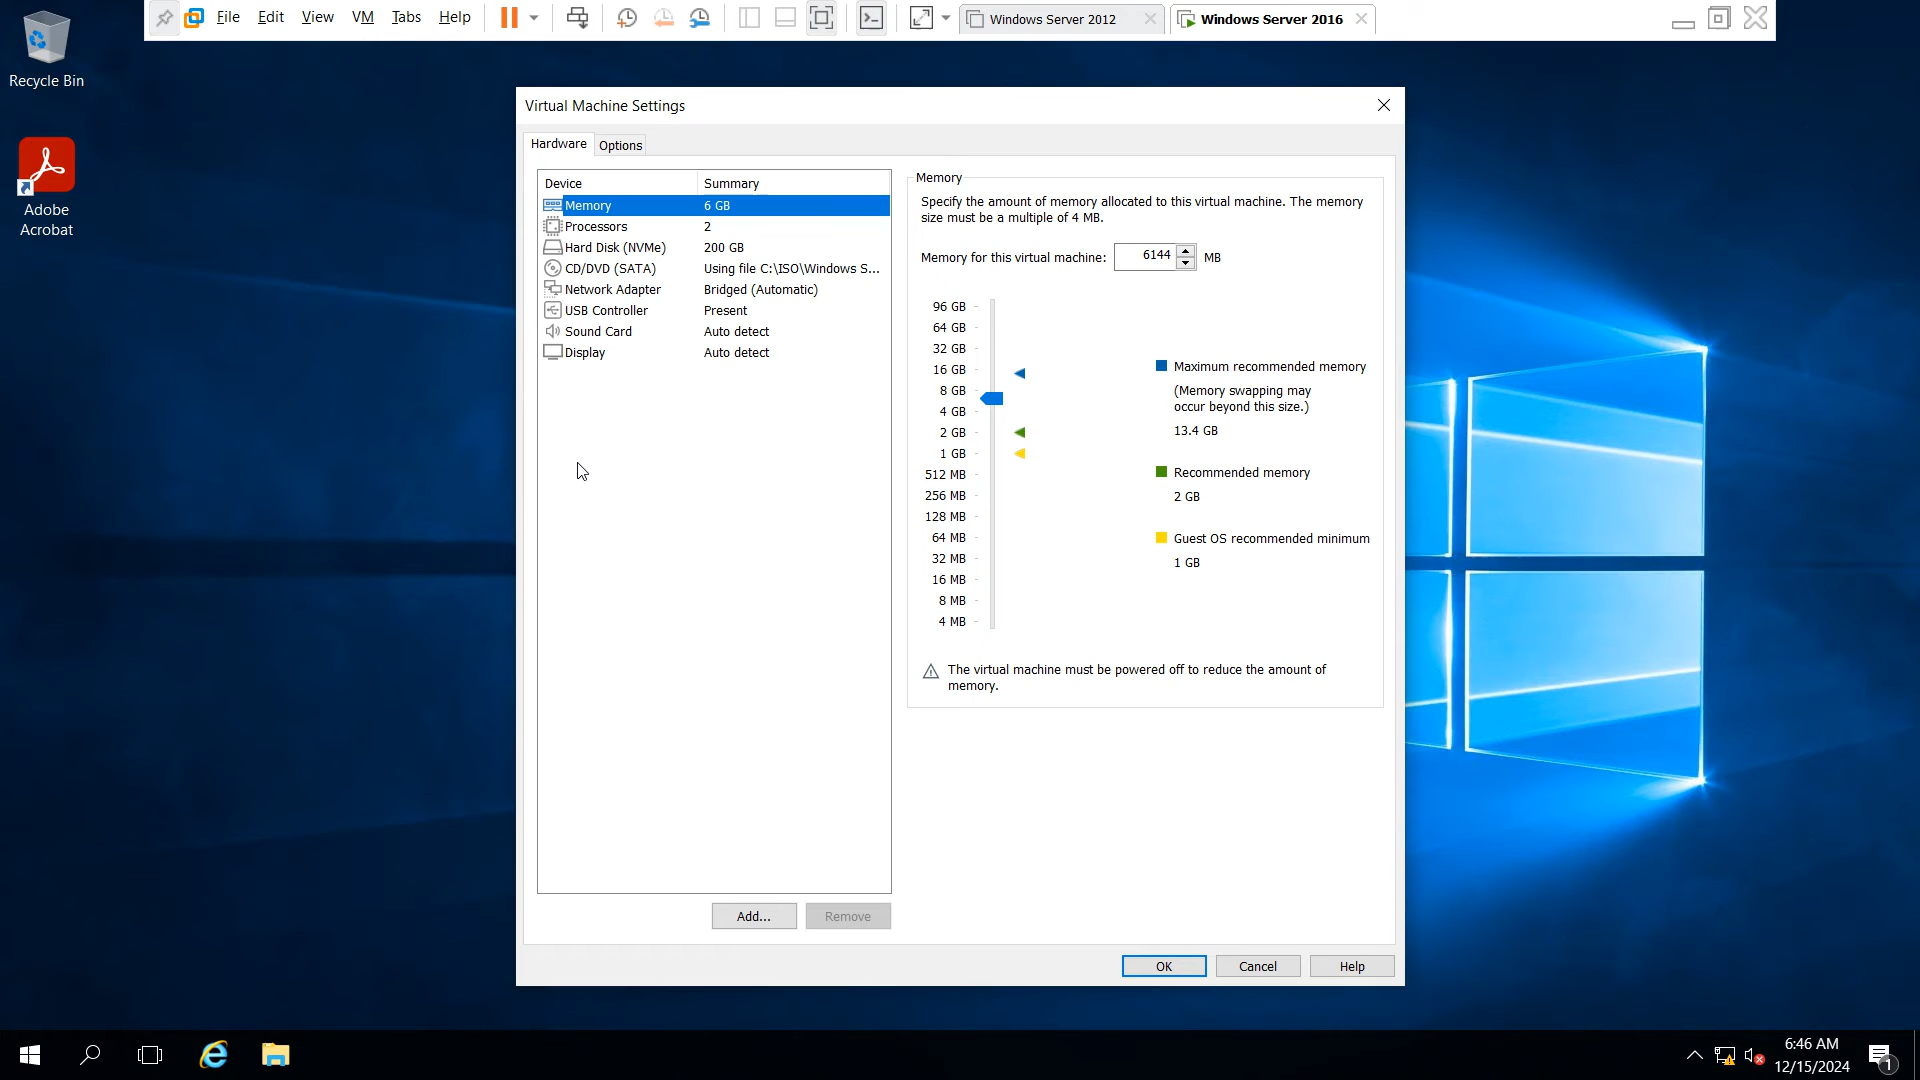 File Edit View VM Tabs Help
Windows Server 2012
Windows Server 2016
Recycle Bin
Adobe
Acrobat
Virtual Machine Settings
Hardware
Options
Device Summary
Memory 6 GB
Processors 2
Hard Disk (NVMe) 200 GB
CD/DVD (SATA) Using file C:\ISO\Windows S...
Network Adapter Bridged (Automatic)
USB Controller Present
Sound Card Auto detect
Display Auto detect
Add...
Remove
Memory
Specify the amount of memory allocated to this virtual machine. The memory
size must be a multiple of 4 MB.
Memory for this virtual machine: 6144 MB
96 GB
64 GB
32 GB
16 GB
8 GB
4 GB
2 GB
1 GB
512 MB
256 MB
128 MB
64 MB
32 MB
16 MB
8 MB
4 MB
Maximum recommended memory
(Memory swapping may
occur beyond this size.)
13.4 GB
Recommended memory
2 GB
Guest OS recommended minimum
1 GB
The virtual machine must be powered off to reduce the amount of
memory.
OK
Cancel
Help
6:46 AM
12/15/2024
1